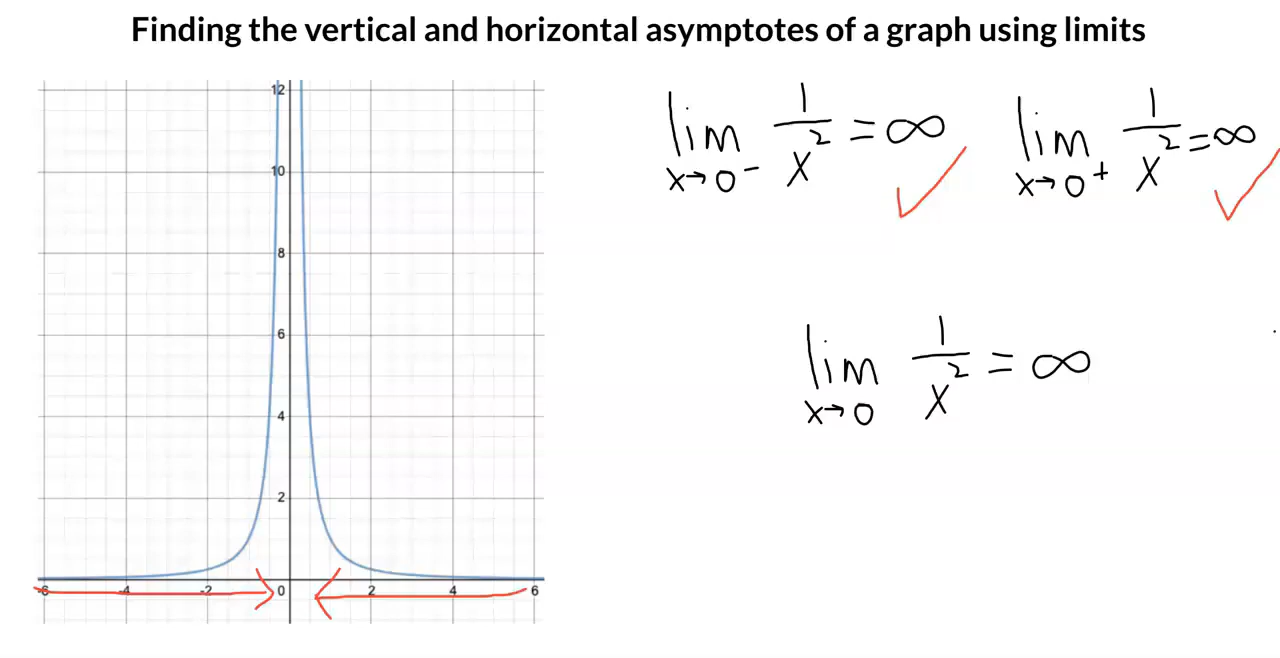 Finding the vertical and horizontal asymptotes of a graph using limits
12
10
8
6
4
2
-6 -4 -2 0 2 4 6
lim x→0⁻ 1/x² = ∞
lim x→0⁺ 1/x² = ∞
lim x→0 1/x² = ∞